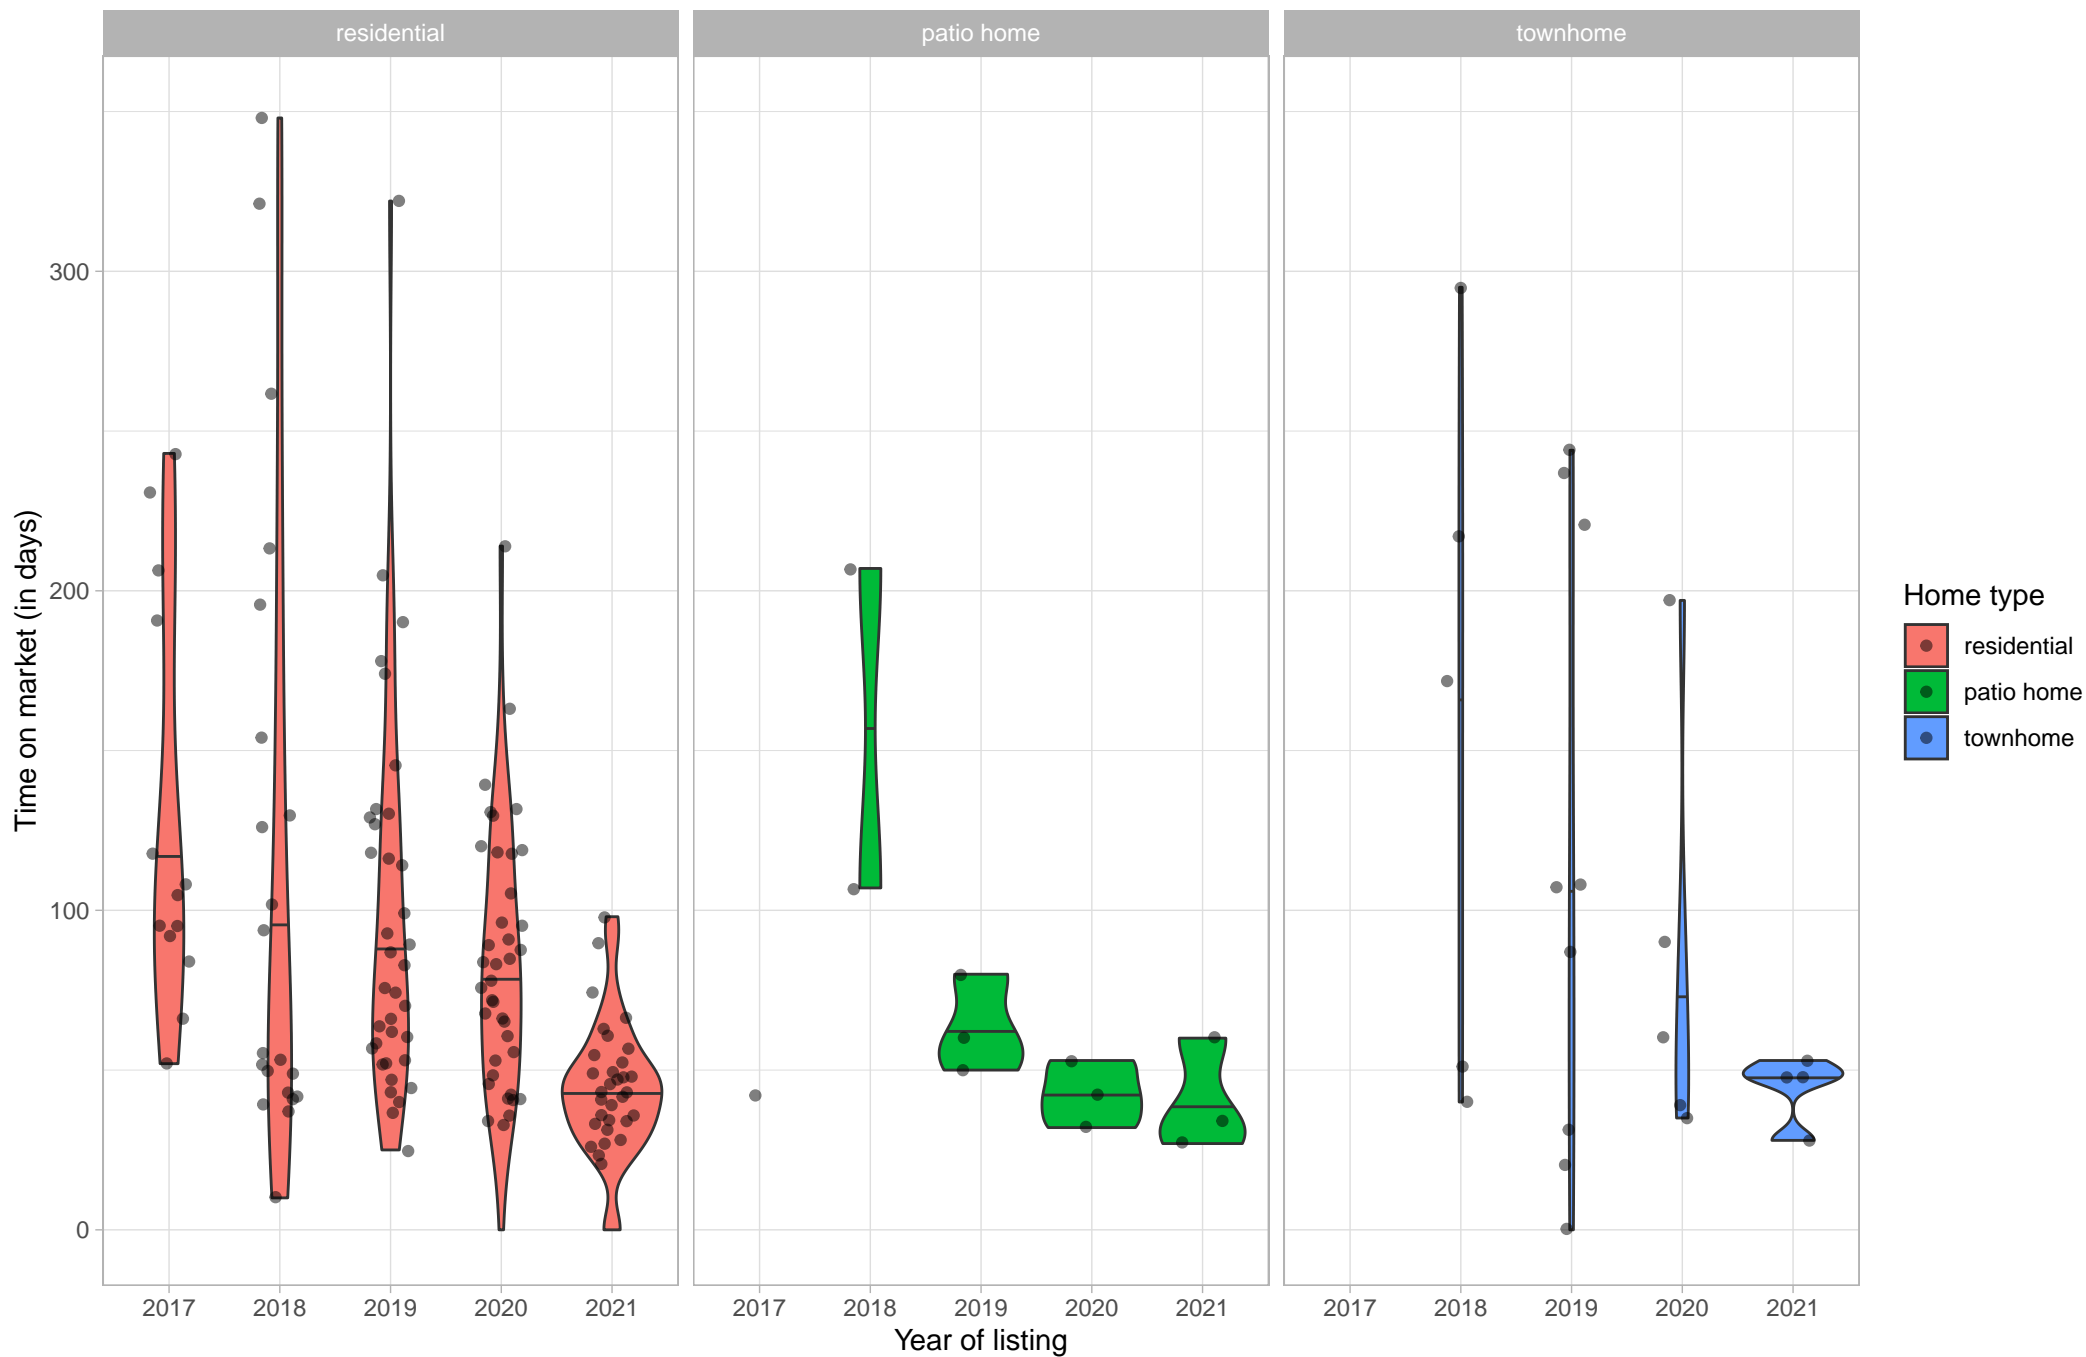 residential patio home townhome
300
200
100
0
Time on market (in days)
2017 2018 2019 2020 2021 2017 2018 2019 2020 2021 2017 2018 2019 2020 2021
Year of listing
Home type
residential
patio home
townhome